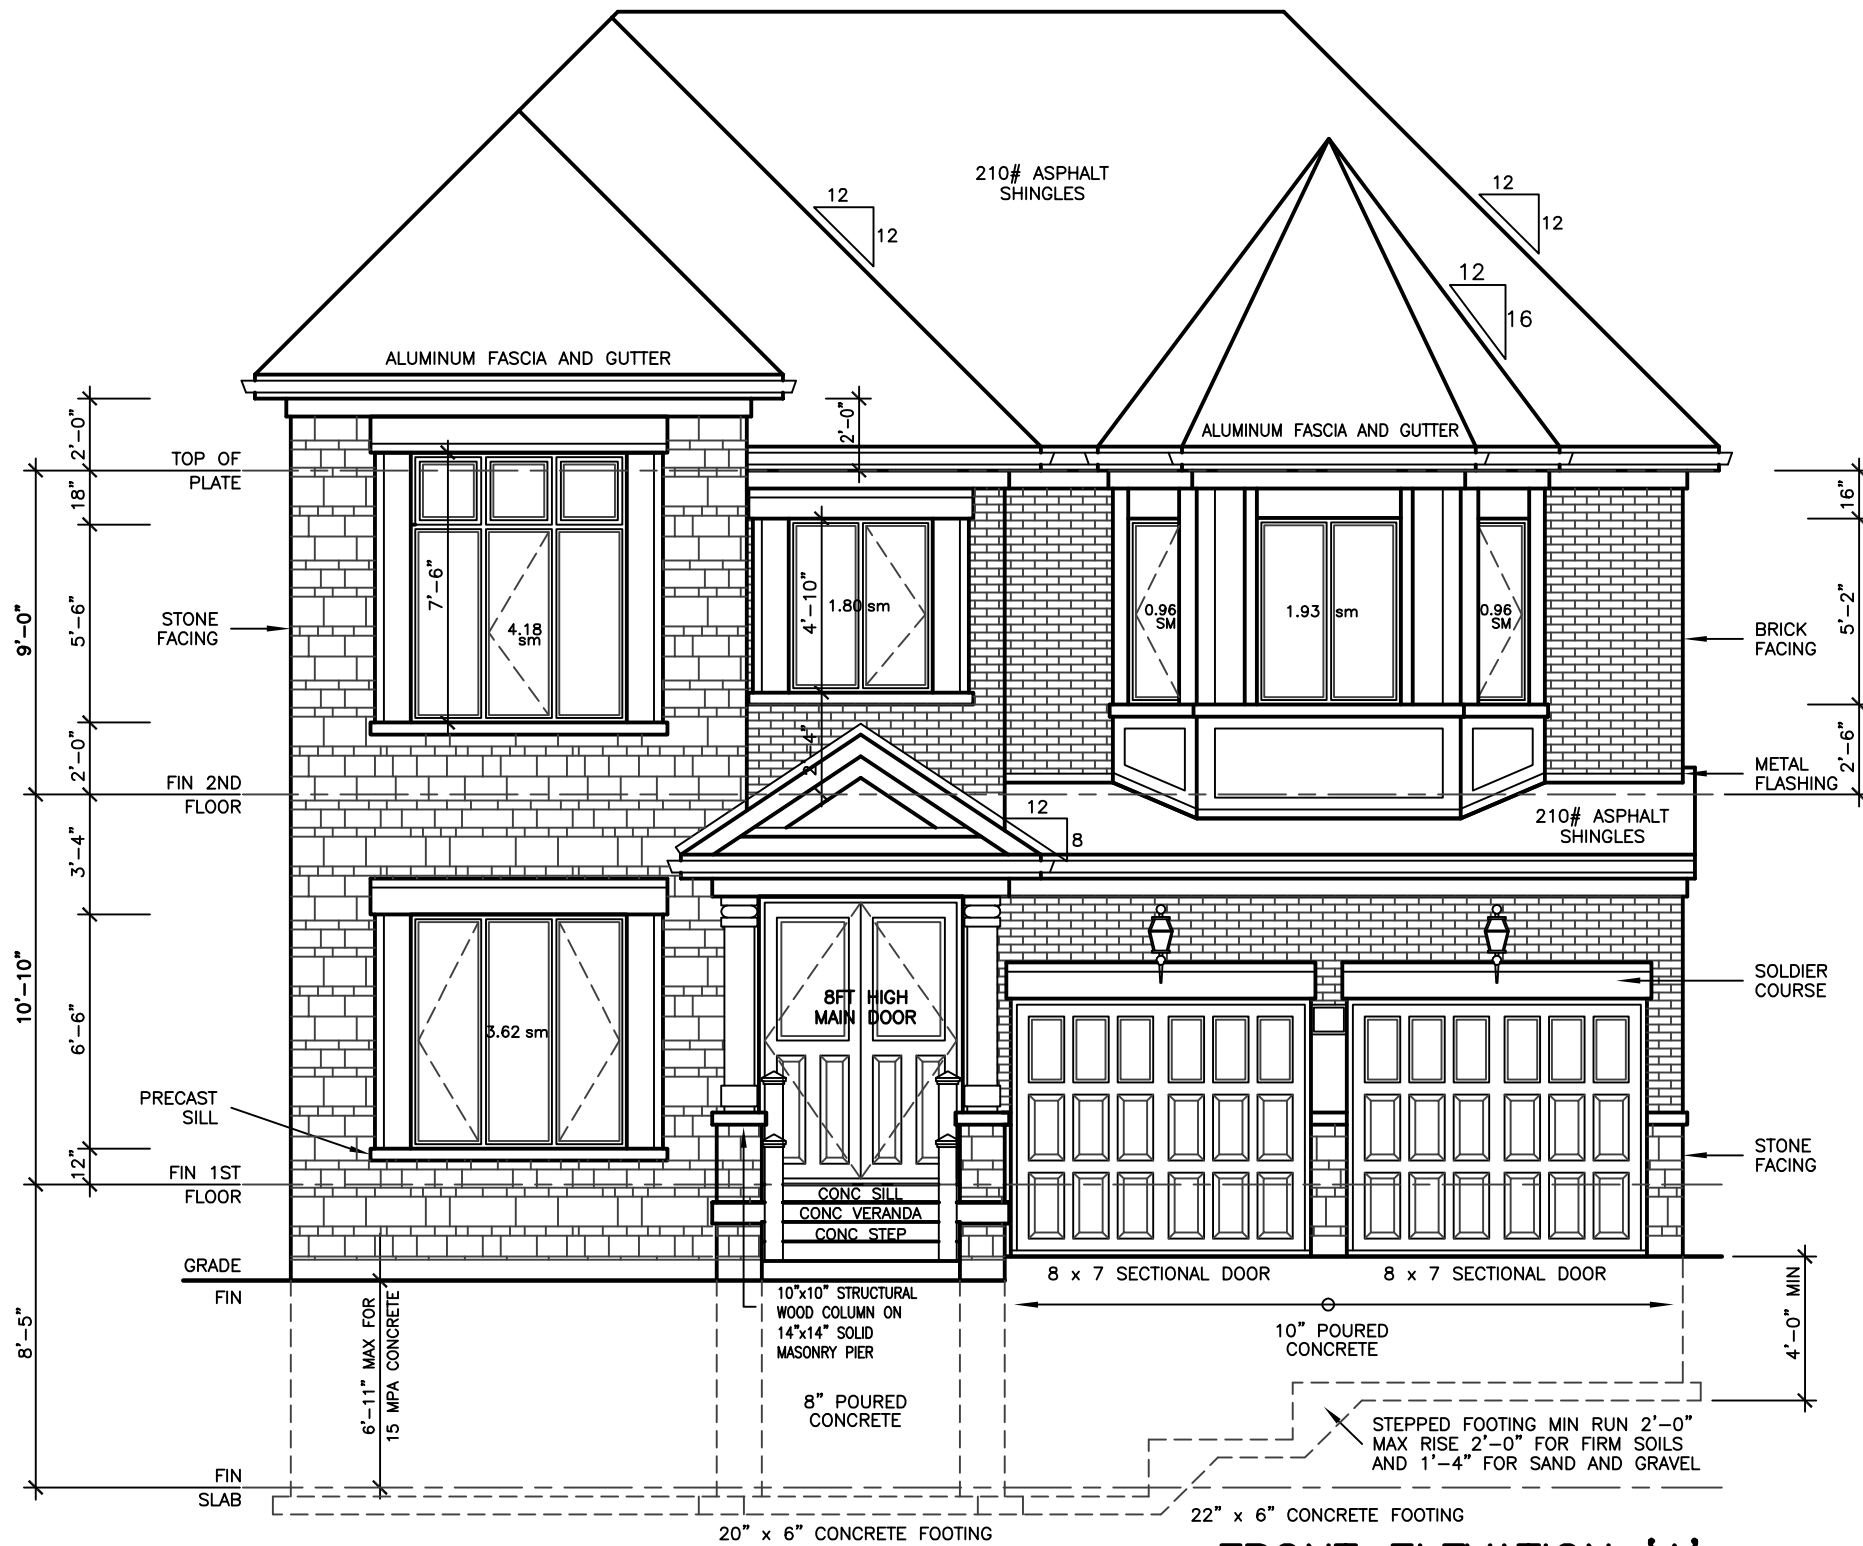 210# ASPHALT
SHINGLES
12
12
12
12
12
16
ALUMINUM FASCIA AND GUTTER
ALUMINUM FASCIA AND GUTTER
2'-0"
2'-0"
TOP OF
PLATE
18"
16"
9'-0"
5'-6"
7'-6"
4.18
sm
4'-10"
1.80 sm
0.96
SM
1.93 sm
0.96
SM
5'-2"
STONE
FACING
BRICK
FACING
2'-0"
2'-4"
2'-6"
FIN 2ND
FLOOR
METAL
FLASHING
12
8
210# ASPHALT
SHINGLES
3'-4"
10'-10"
6'-6"
3.62 sm
8FT HIGH
MAIN DOOR
SOLDIER
COURSE
PRECAST
SILL
12"
FIN 1ST
FLOOR
STONE
FACING
CONC SILL
CONC VERANDA
CONC STEP
GRADE
FIN
8 x 7 SECTIONAL DOOR
8 x 7 SECTIONAL DOOR
10"x10" STRUCTURAL
WOOD COLUMN ON
14"x14" SOLID
MASONRY PIER
10" POURED
CONCRETE
4'-0" MIN
8'-5"
6'-11" MAX FOR
15 MPA CONCRETE
8" POURED
CONCRETE
STEPPED FOOTING MIN RUN 2'-0"
MAX RISE 2'-0" FOR FIRM SOILS
AND 1'-4" FOR SAND AND GRAVEL
FIN
SLAB
22" x 6" CONCRETE FOOTING
20" x 6" CONCRETE FOOTING